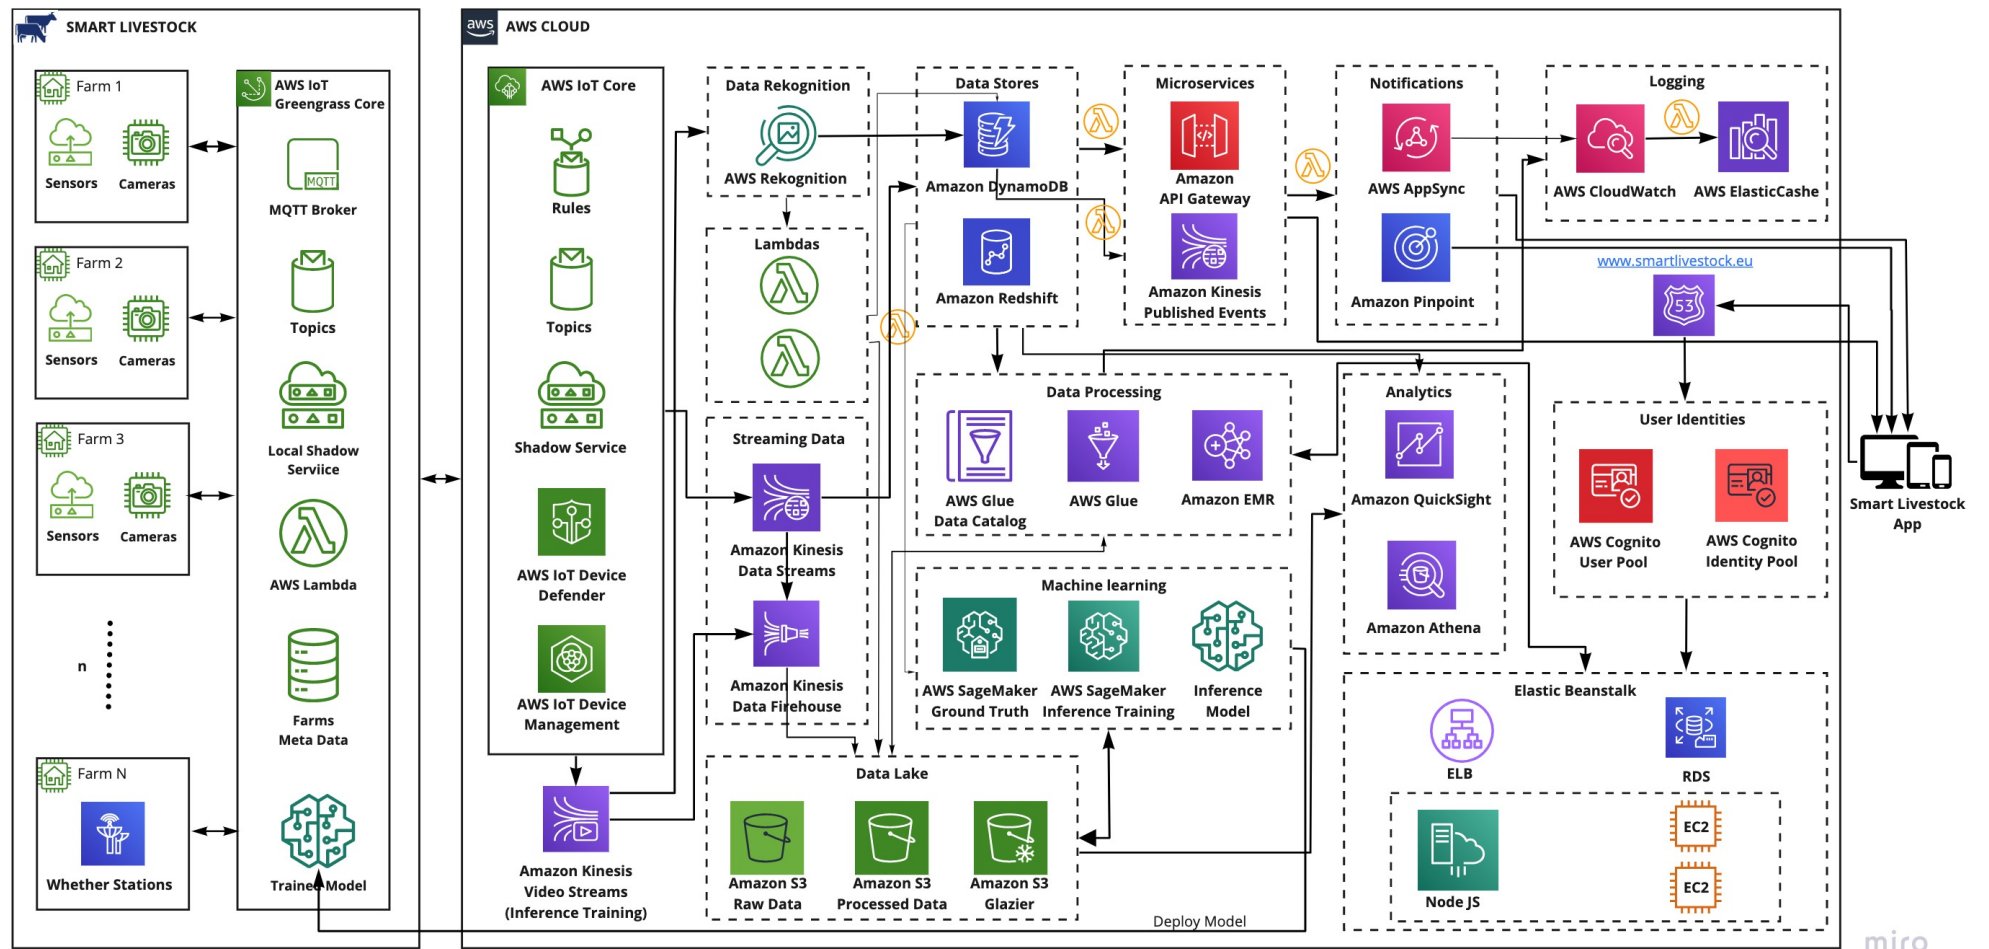 SMART LIVESTOCK
Farm 1
Sensors
Cameras
Farm 2
Sensors
Cameras
Farm 3
Sensors
Cameras
n
Farm N
Whether Stations
AWS IoT
Greengrass Core
MQTT
MQTT Broker
Topics
Local Shadow
Serviice
AWS Lambda
Farms
Meta Data
Trained Model
aws
AWS CLOUD
AWS IoT Core
Rules
Topics
Shadow Service
AWS IoT Device
Defender
AWS IoT Device
Management
Amazon Kinesis
Video Streams
(Inference Training)
Data Rekognition
AWS Rekognition
Lambdas
Streaming Data
Amazon Kinesis
Data Streams
Amazon Kinesis
Data Firehouse
Data Lake
Amazon S3
Raw Data
Amazon S3
Processed Data
Amazon S3
Glazier
Data Stores
Amazon DynamoDB
Amazon Redshift
Microservices
Amazon
API Gateway
Amazon Kinesis
Published Events
Notifications
AWS AppSync
Amazon Pinpoint
Logging
AWS CloudWatch
AWS ElasticCashe
www.smartlivestock.eu
53
Data Processing
AWS Glue
Data Catalog
AWS Glue
Amazon EMR
Machine learning
AWS SageMaker
Ground Truth
AWS SageMaker
Inference Training
Inference
Model
Deploy Model
Analytics
Amazon QuickSight
Amazon Athena
User Identities
AWS Cognito
User Pool
AWS Cognito
Identity Pool
Smart Livestock
App
Elastic Beanstalk
ELB
RDS
Node JS
EC2
EC2
miro